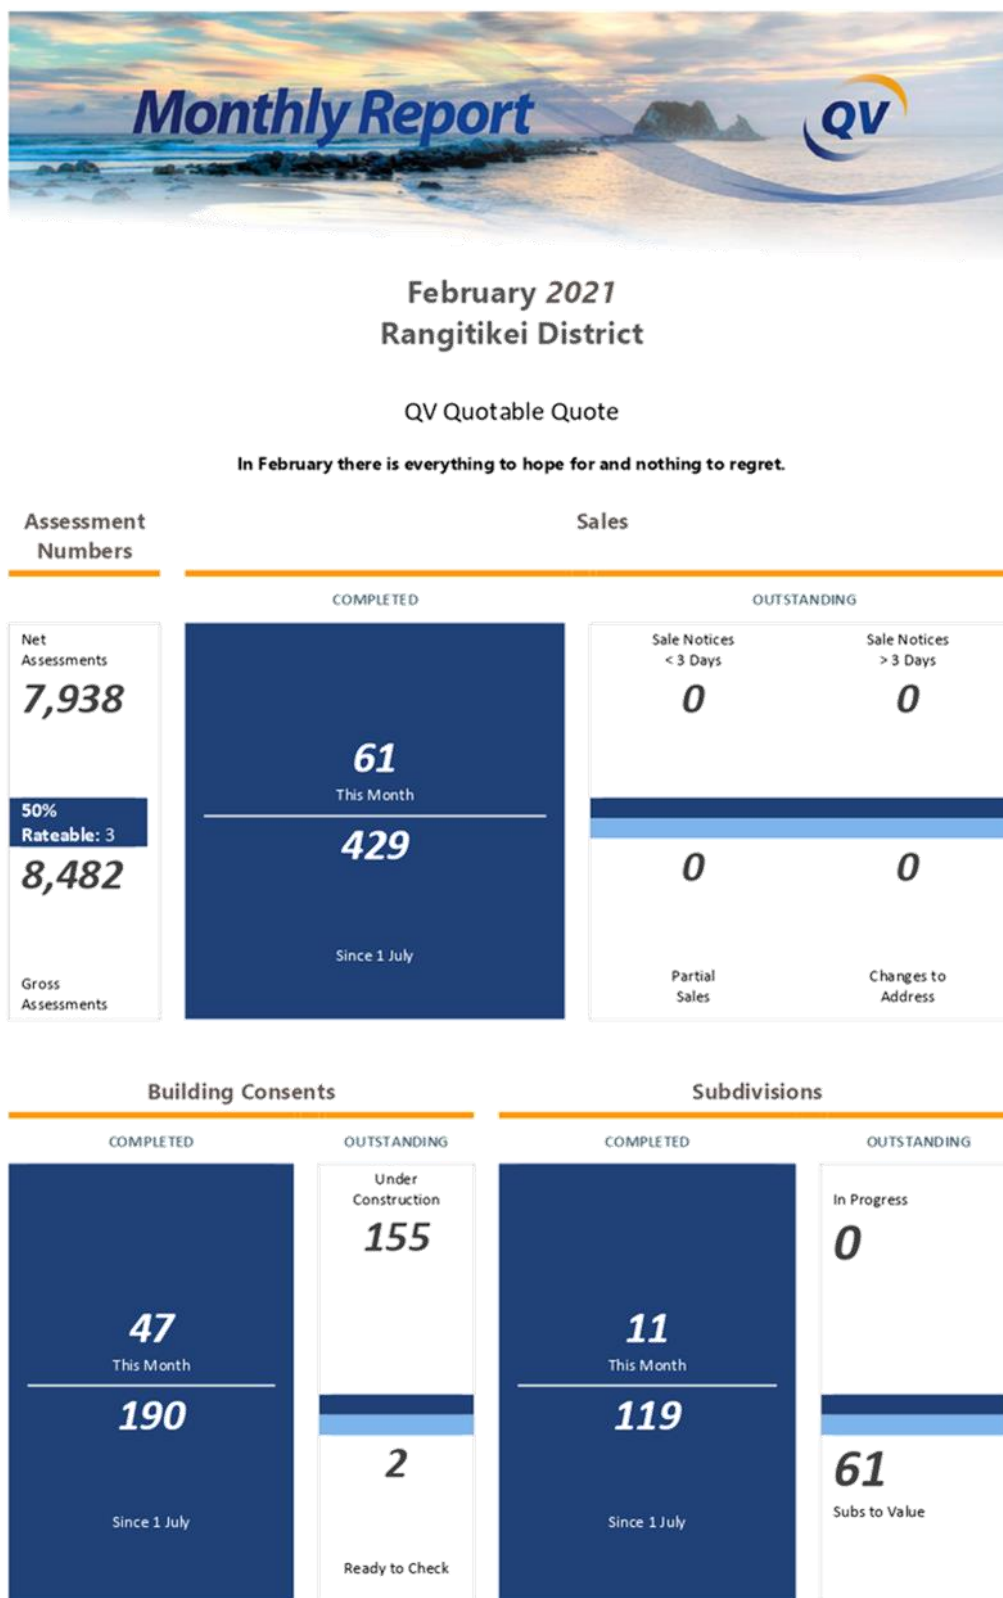 Monthly Report
QV
February 2021
Rangitikei District
QV Quotable Quote
In February there is everything to hope for and nothing to regret.
Assessment
Numbers
Net
Assessments
7,938
50%
Rateable: 3
8,482
Gross
Assessments
Sales
COMPLETED
61
This Month
429
Since 1 July
OUTSTANDING
Sale Notices
< 3 Days
0
Sale Notices
> 3 Days
0
0
Partial
Sales
0
Changes to
Address
Building Consents
COMPLETED
47
This Month
190
Since 1 July
OUTSTANDING
Under
Construction
155
2
Ready to Check
Subdivisions
COMPLETED
11
This Month
119
Since 1 July
OUTSTANDING
In Progress
0
61
Subs to Value